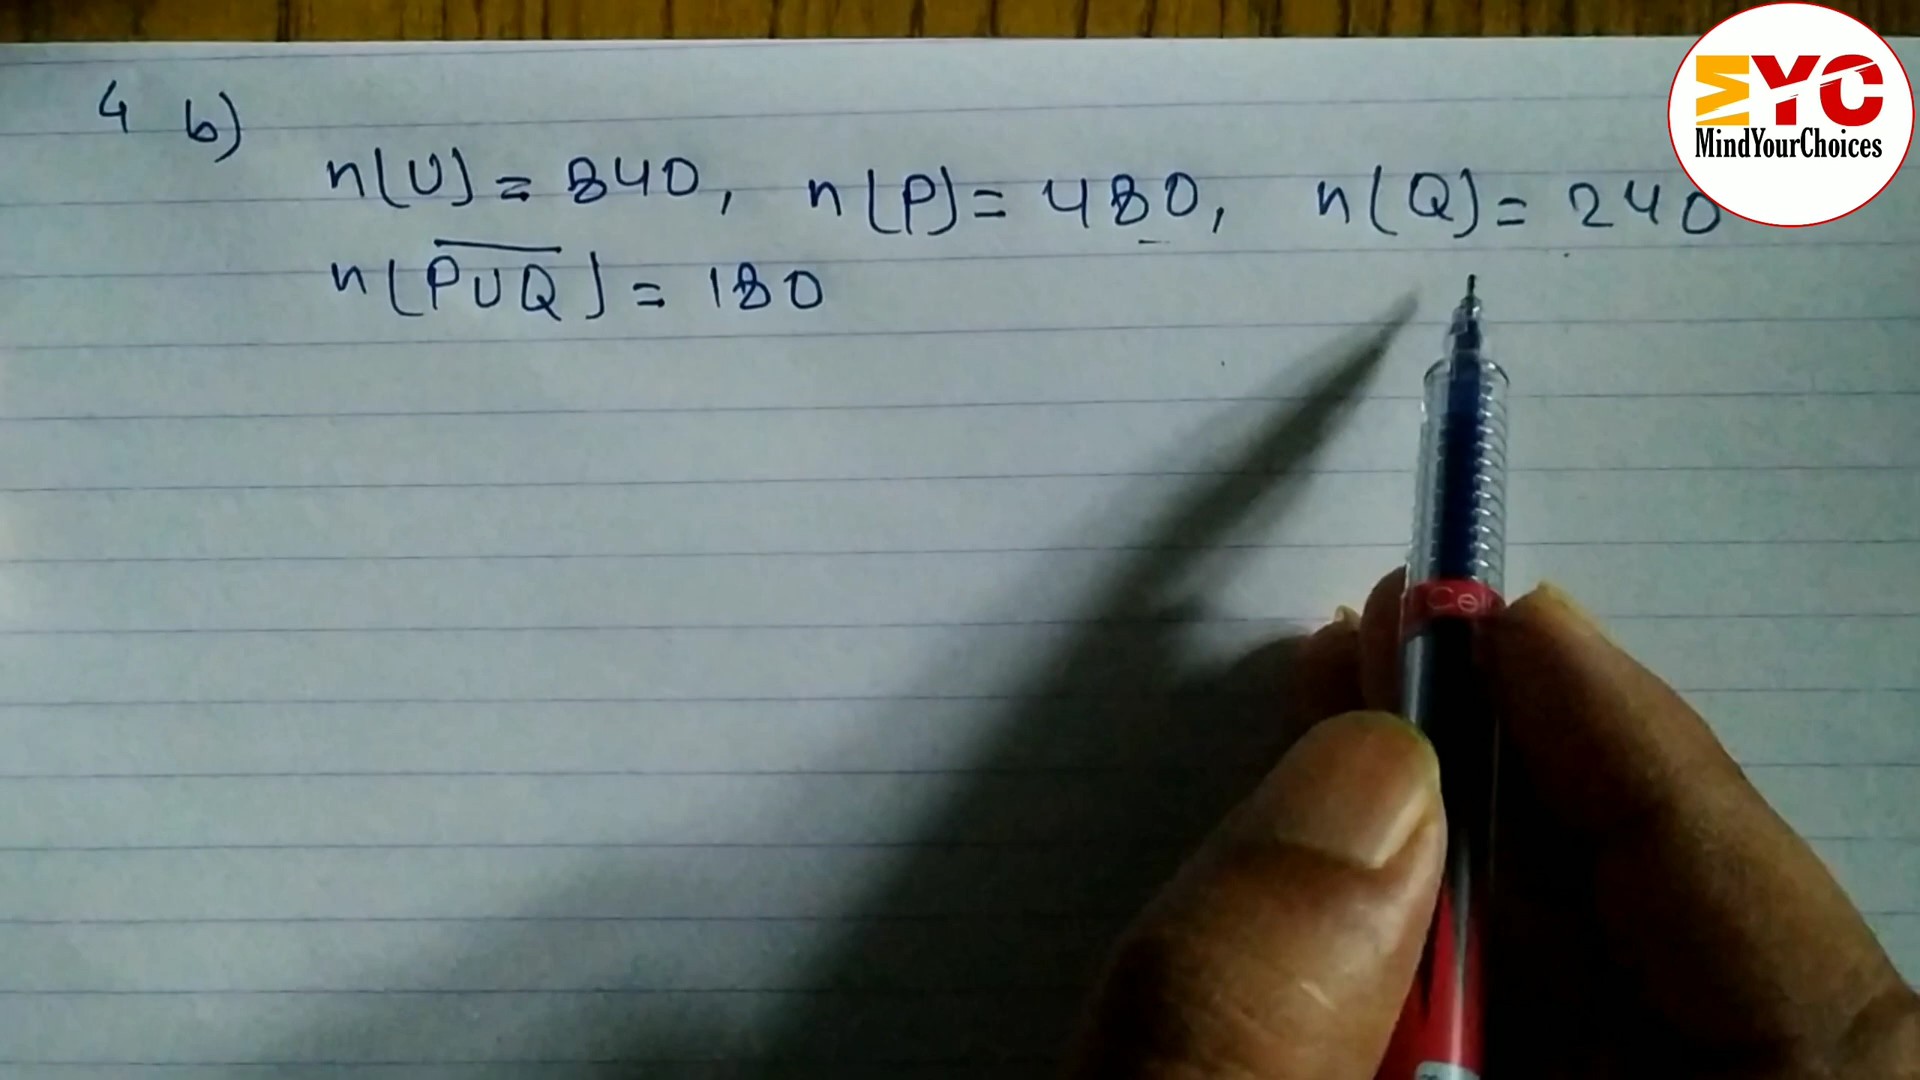 4 b)
n(U) = 840, n(P) = 480, n(Q) = 240
n(P̅U̅Q̅) = 180
MYC
MindYourChoices
Cell